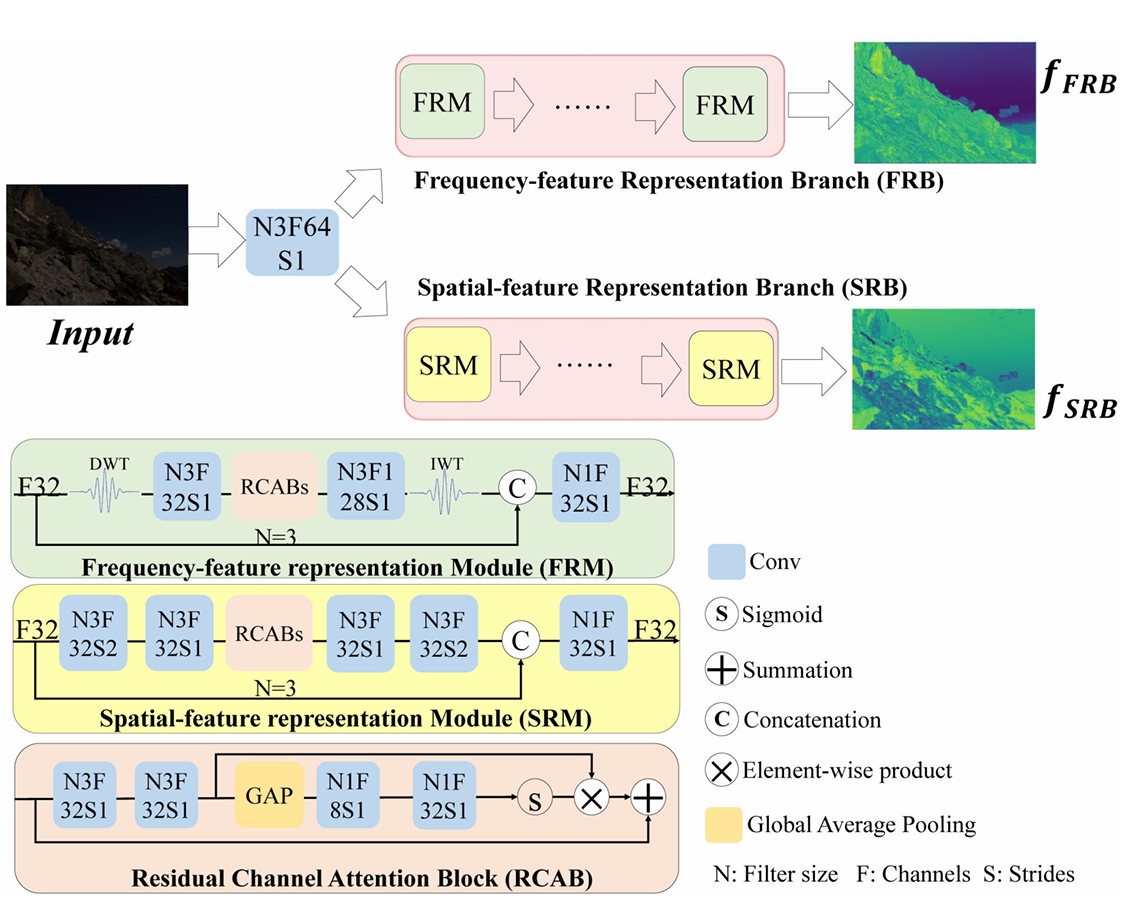 FRM
......
FRM
f FRB
Frequency-feature Representation Branch (FRB)
N3F64
S1
Input
Spatial-feature Representation Branch (SRB)
SRM
......
SRM
f SRB
F32
DWT
N3F
32S1
RCABs
N3F1
28S1
IWT
C
N1F
32S1
F32
N=3
Frequency-feature representation Module (FRM)
F32
N3F
32S2
N3F
32S1
RCABs
N3F
32S1
N3F
32S2
C
N1F
32S1
F32
N=3
Spatial-feature representation Module (SRM)
N3F
32S1
N3F
32S1
GAP
N1F
8S1
N1F
32S1
S
Residual Channel Attention Block (RCAB)
Conv
S Sigmoid
Summation
C Concatenation
Element-wise product
Global Average Pooling
N: Filter size F: Channels S: Strides